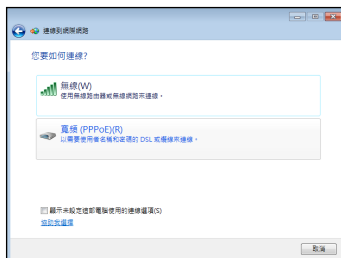 連線到網際網路
您要如何連線?
無線(W)
使用無線路由器或無線網路來連線。
寬頻 (PPPoE)(R)
以需要使用者名稱和密碼的 DSL 或纜線來連線。
顯示未設定這部電腦使用的連線選項(S)
協助我選擇
取消